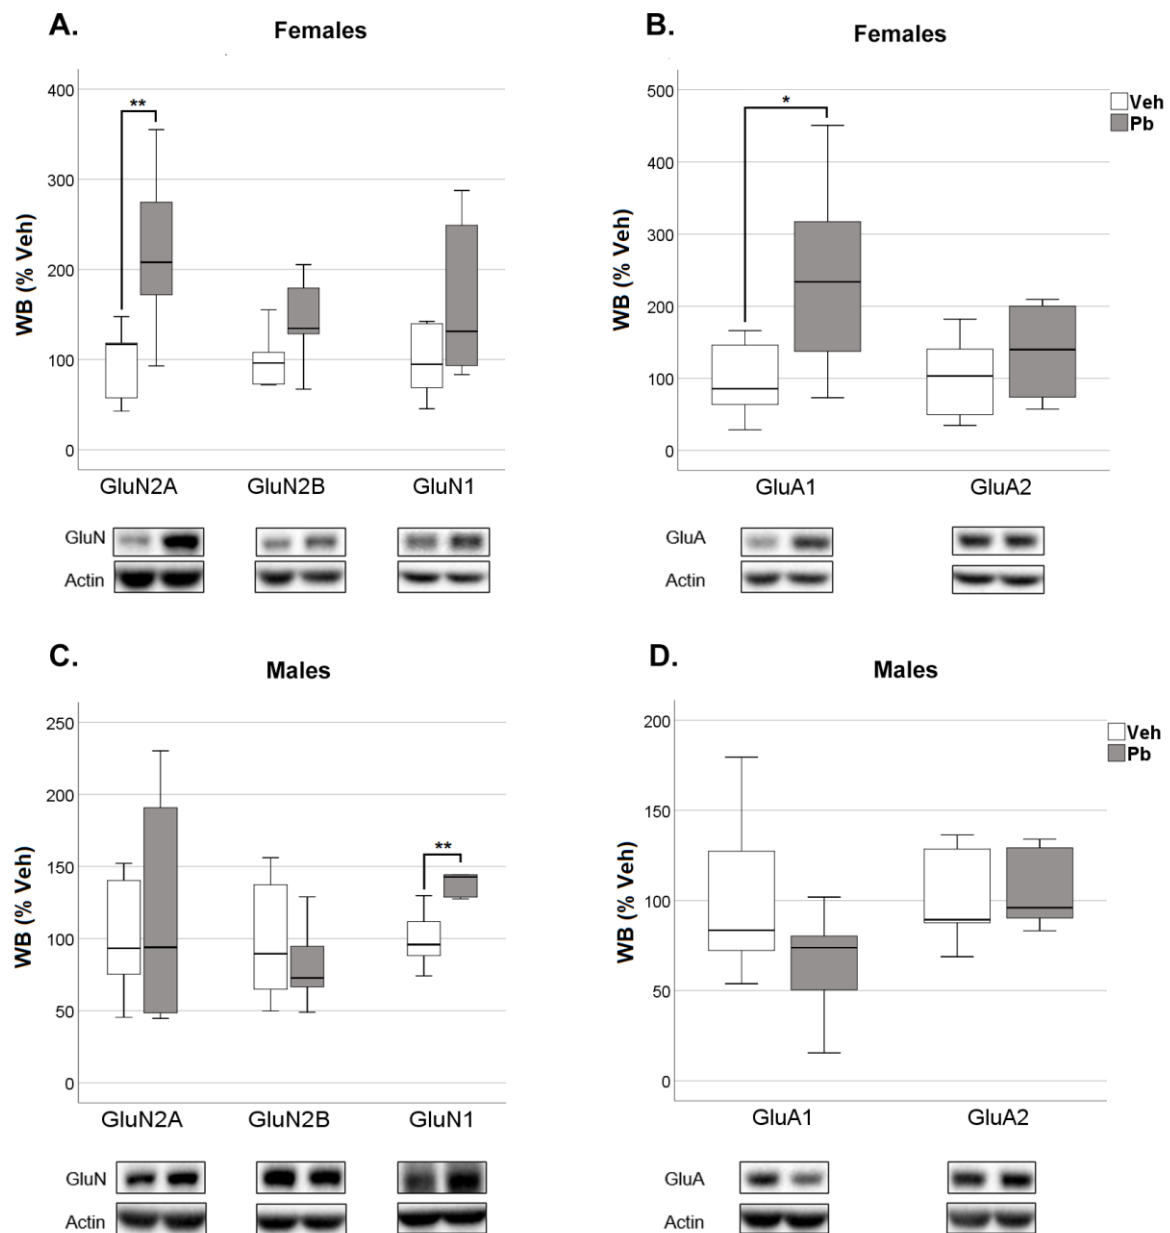 A.
Females
WB (% Veh)
400
300
200
100
0
**
GluN2A GluN2B GluN1
GluN
Actin
B.
Females
WB (% Veh)
500
400
300
200
100
0
*
Veh
Pb
GluA1 GluA2
GluA
Actin
C.
Males
WB (% Veh)
250
200
150
100
50
0
**
GluN2A GluN2B GluN1
GluN
Actin
D.
Males
WB (% Veh)
200
150
100
50
0
Veh
Pb
GluA1 GluA2
GluA
Actin